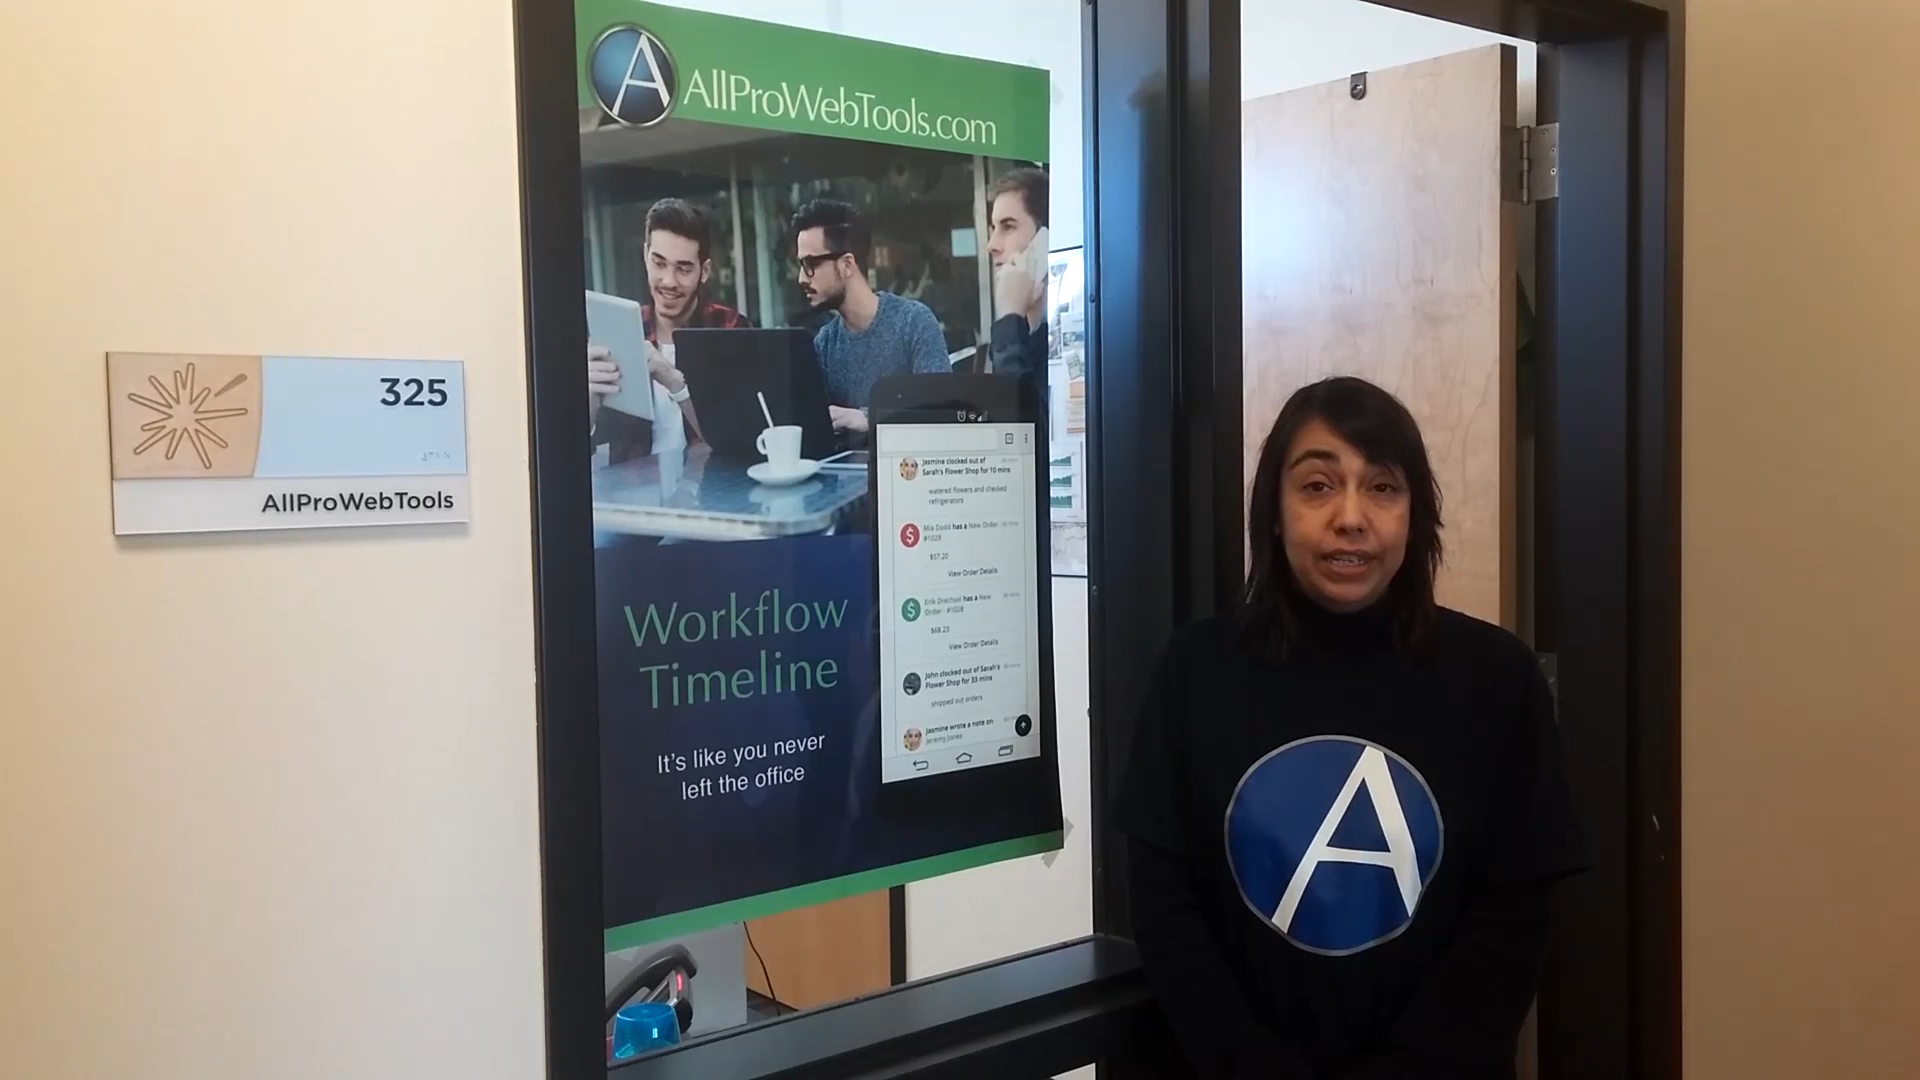 325
AllProWebTools
A
AllProWebTools.com
Workflow
Timeline
It's like you never
left the office
Jasmine clocked out of
Sarah's Flower Shop for 10 mins
watered flowers and checked
refrigerators
Mia Dodd has a New Order
#1029
$57.20
View Order Details
Erik Drechsel has a New
Order - #1028
$68.23
View Order Details
John clocked out of Sarah's
Flower Shop for 33 mins
shipped out orders
Jasmine wrote a note on
Jeremy Jones
A